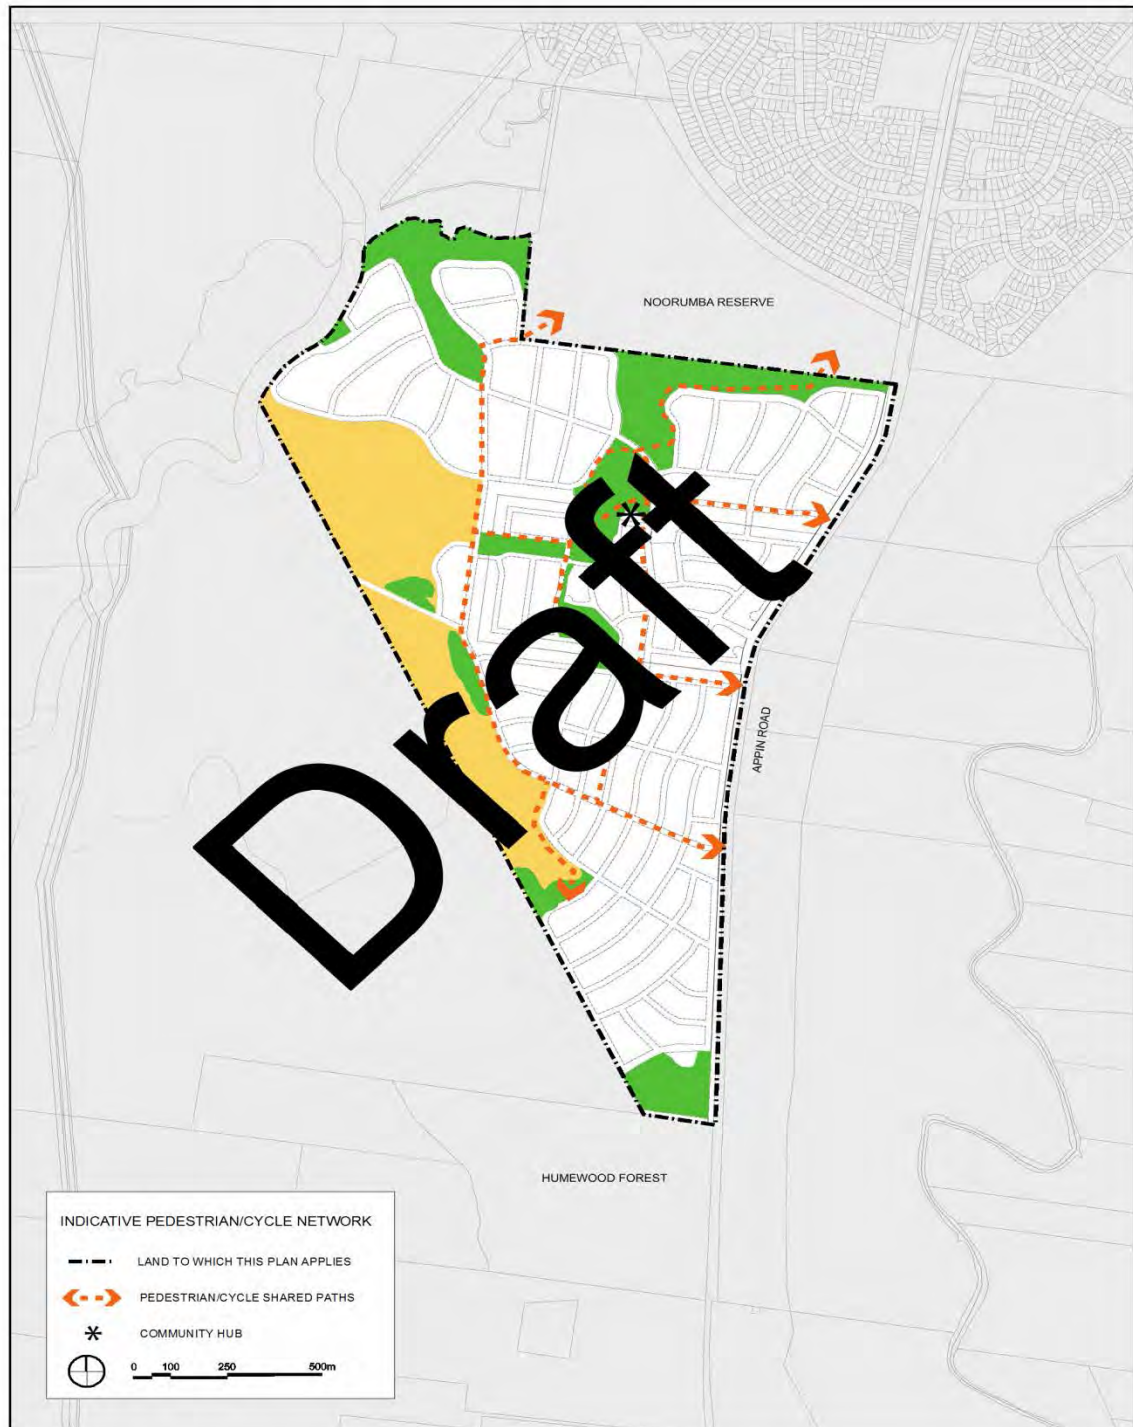 NOORUMBA RESERVE
Draft
APPIN ROAD
HUMEWOOD FOREST
INDICATIVE PEDESTRIAN/CYCLE NETWORK
LAND TO WHICH THIS PLAN APPLIES
PEDESTRIAN/CYCLE SHARED PATHS
COMMUNITY HUB
0 100 250 500m